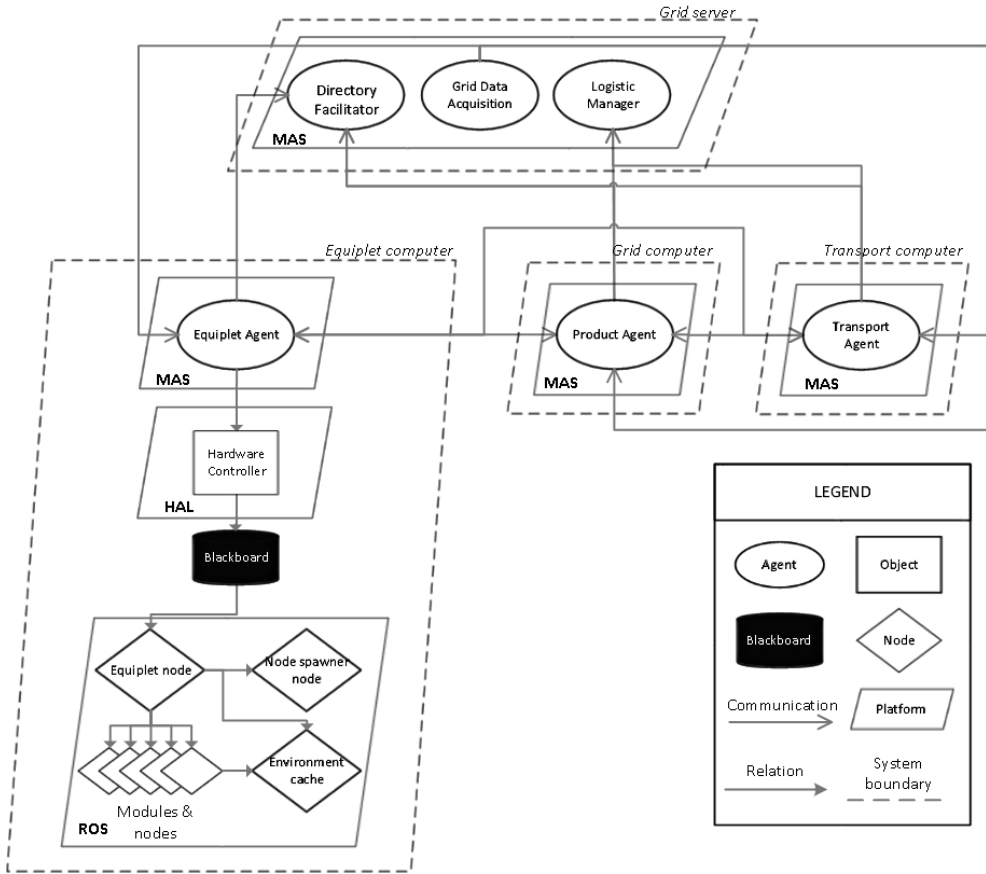 Grid server
Directory
Facilitator
Grid Data
Acquisition
Logistic
Manager
MAS
Equiplet computer
Grid computer
Transport computer
Equiplet Agent
MAS
Product Agent
MAS
Transport
Agent
MAS
Hardware
Controller
HAL
Blackboard
Equiplet node
Node spawner
node
Environment
cache
Modules &
nodes
ROS
LEGEND
Agent
Object
Blackboard
Node
Communication
Platform
Relation
System
boundary